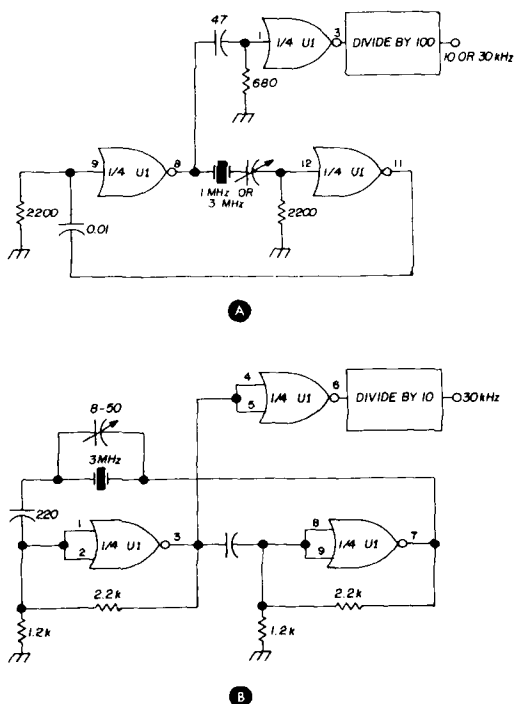 47
1
1/4 U1
3
DIVIDE BY 100
10 OR 30 kHz
680
9
1/4 U1
8
1 MHz OR
3 MHz
12
1/4 U1
11
2200
0.01
2200
A
4
5
1/4 U1
6
DIVIDE BY 10
30 kHz
8-50
3MHz
220
1
2
1/4 U1
3
8
9
1/4 U1
7
2.2k
2.2k
1.2k
1.2k
B